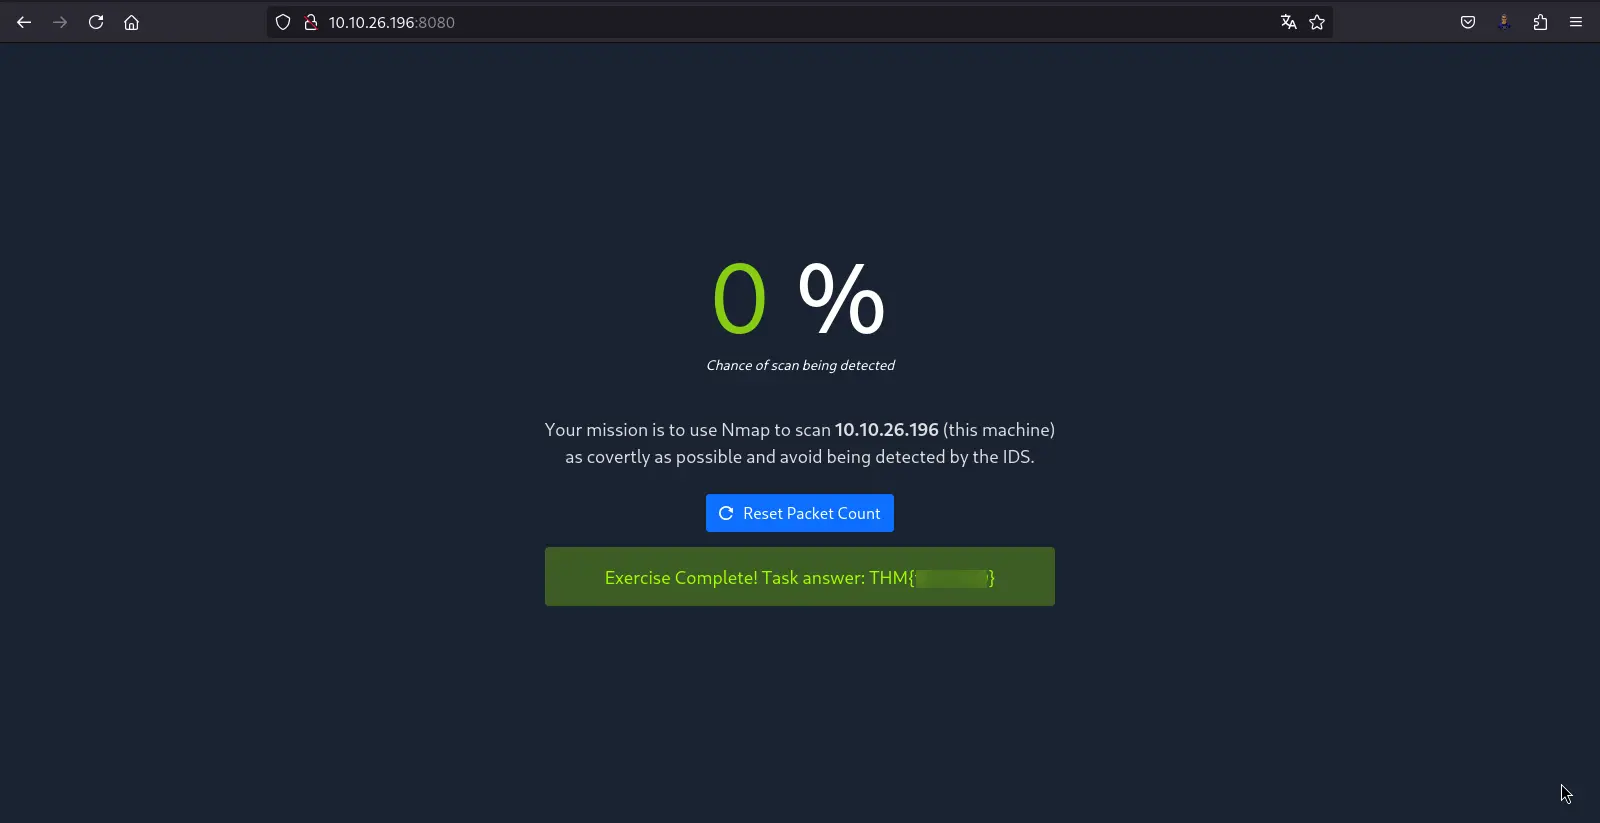 10.10.26.196:8080
0 %
Chance of scan being detected
Your mission is to use Nmap to scan 10.10.26.196 (this machine)
as covertly as possible and avoid being detected by the IDS.
Reset Packet Count
Exercise Complete! Task answer: THM{ }